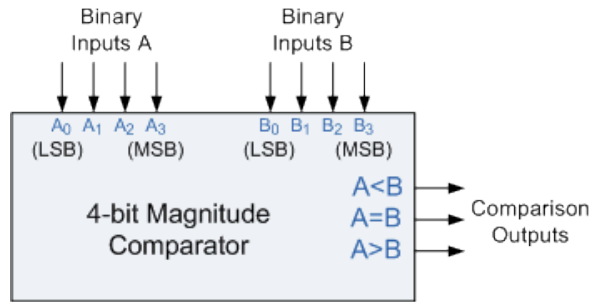 Binary
Inputs A
Binary
Inputs B
A0 A1 A2 A3
(LSB) (MSB)
B0 B1 B2 B3
(LSB) (MSB)
4-bit Magnitude
Comparator
A<B
A=B
A>B
Comparison
Outputs